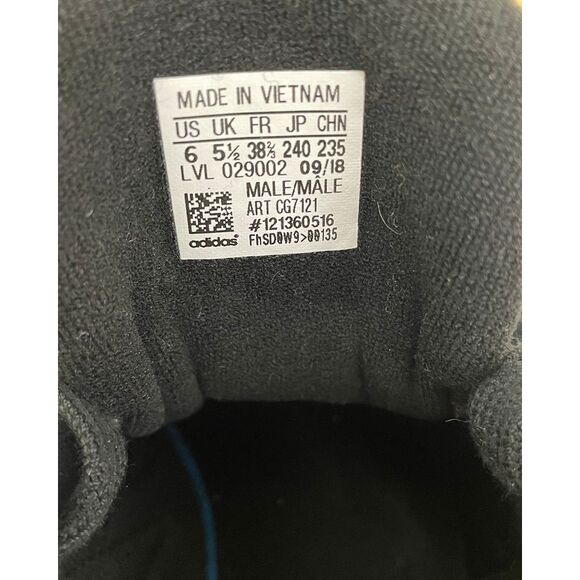 MADE IN VIETNAM
US UK FR JP CHN
6 5½ 38⅔ 240 235
LVL 029002 09/18
MALE/MÂLE
ART CG7121
#121360516
adidas® FhSD0W9>00135